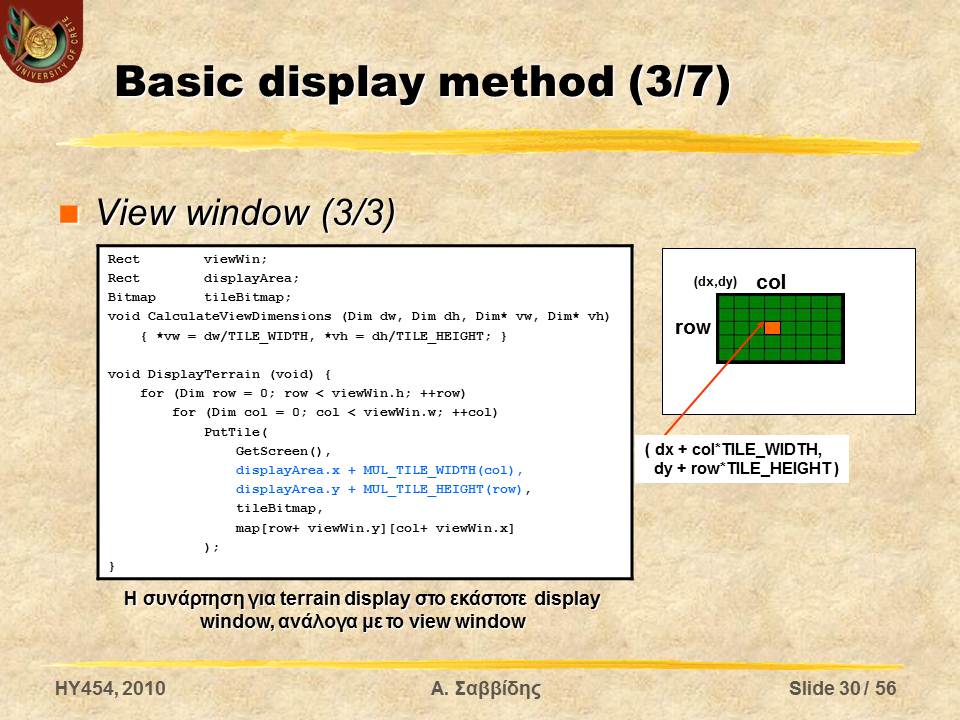 UNIVERSITY OF CRETE
Basic display method (3/7)
View window (3/3)
Rect        viewWin;
Rect        displayArea;
Bitmap      tileBitmap;
void CalculateViewDimensions (Dim dw, Dim dh, Dim* vw, Dim* vh)
    { *vw = dw/TILE_WIDTH, *vh = dh/TILE_HEIGHT; }
void DisplayTerrain (void) {
    for (Dim row = 0; row < viewWin.h; ++row)
        for (Dim col = 0; col < viewWin.w; ++col)
            PutTile(
                GetScreen(),
                displayArea.x + MUL_TILE_WIDTH(col),
                displayArea.y + MUL_TILE_HEIGHT(row),
                tileBitmap,
                map[row+ viewWin.y][col+ viewWin.x]
            );
}
(dx,dy) col
row
( dx + col*TILE_WIDTH,
dy + row*TILE_HEIGHT )
Η συνάρτηση για terrain display στο εκάστοτε display
window, ανάλογα με το view window
HY454, 2010
Α. Σαββίδης
Slide 30 / 56